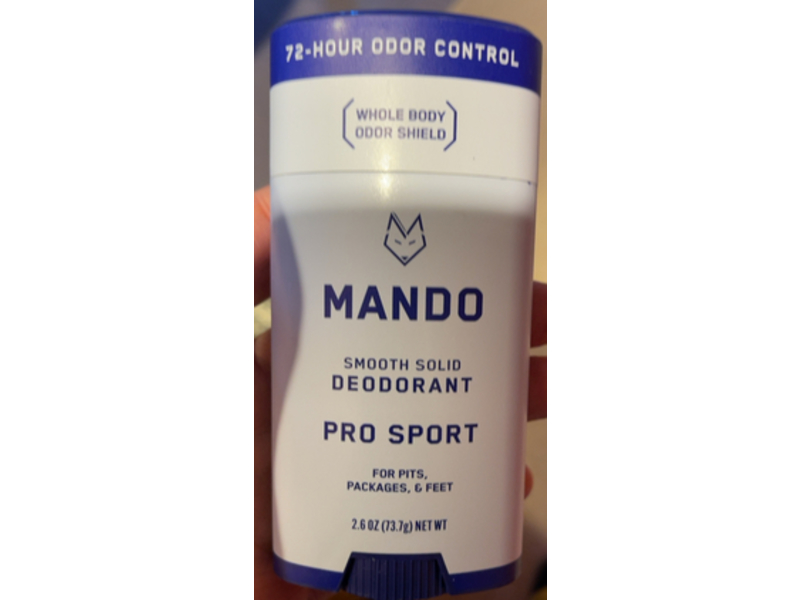 72-HOUR ODOR CONTROL
WHOLE BODY
ODOR SHIELD
MANDO
SMOOTH SOLID
DEODORANT
PRO SPORT
FOR PITS,
PACKAGES, & FEET
2.6 OZ (73.7g) NET WT